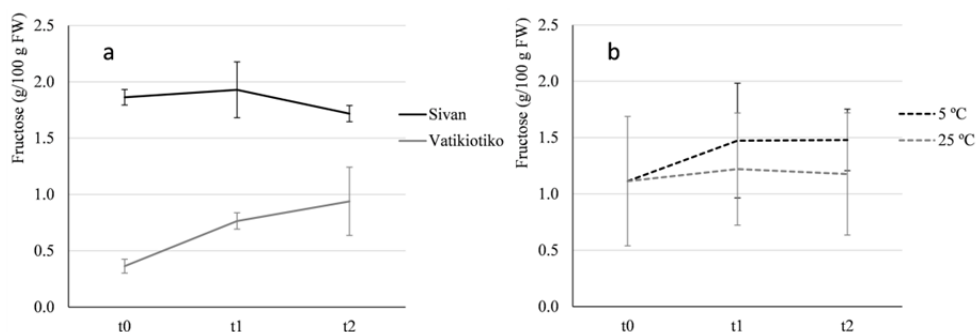 Fructose (g/100 g FW)
2.5
2.0
1.5
1.0
0.5
0.0
a
t0
t1
t2
Sivan
Vatikiotiko
Fructose (g/100 g FW)
2.5
2.0
1.5
1.0
0.5
0.0
b
t0
t1
t2
5 ºC
25 ºC